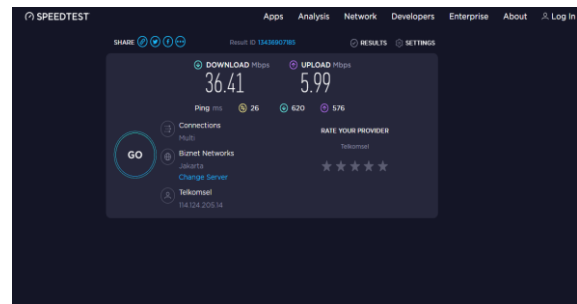 SPEEDTEST Apps Analysis Network Developers Enterprise About Log In
SHARE Result ID 13436907185 RESULTS SETTINGS
DOWNLOAD Mbps UPLOAD Mbps
36.41 5.99
Ping ms 26 620 576
Connections
Multi
RATE YOUR PROVIDER
Telkomsel
GO
Biznet Networks
Jakarta
Change Server
Telkomsel
114.124.205.14